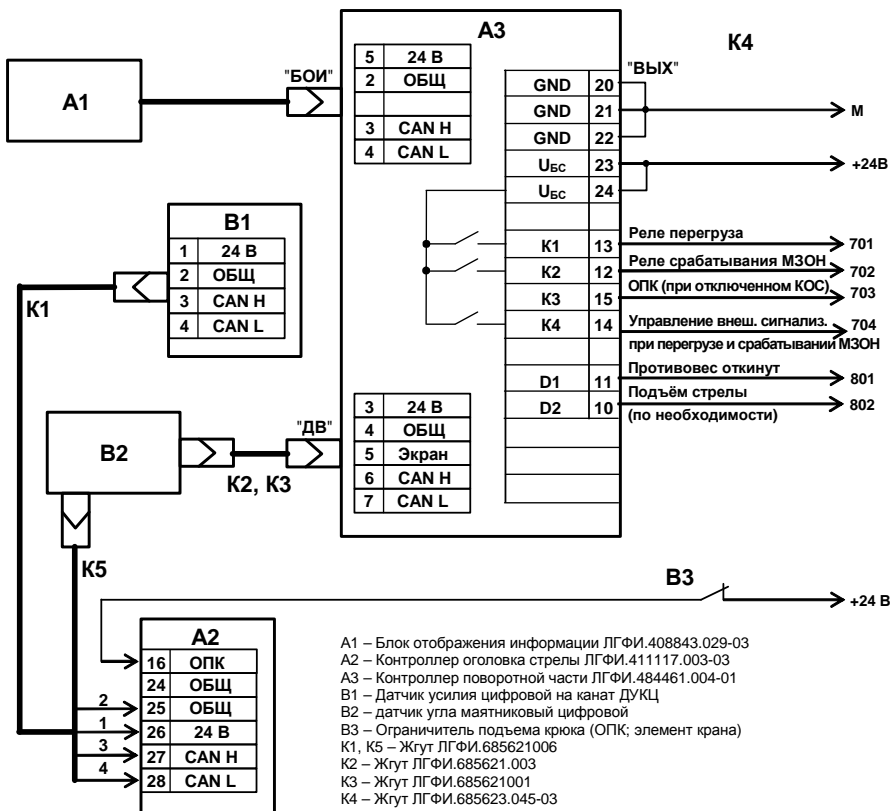 A3
К4
5 24 В
2 ОБЩ
3 CAN H
4 CAN L
"БОИ"
A1
GND 20
GND 21
GND 22
UБС 23
UБС 24
"ВЫХ"
М
+24В
В1
1 24 В
2 ОБЩ
3 CAN H
4 CAN L
К1
К1 13 Реле перегруза 701
К2 12 Реле срабатывания МЗОН 702
К3 15 ОПК (при отключенном КОС) 703
К4 14 Управление внеш. сигнализ. 704
при перегрузе и срабатывании МЗОН
D1 11 Противовес откинут 801
D2 10 Подъём стрелы 802
(по необходимости)
В2
"ДВ"
К2, К3
3 24 В
4 ОБЩ
5 Экран
6 CAN H
7 CAN L
К5
В3
+24 В
A2
16 ОПК
24 ОБЩ
2 25 ОБЩ
1 26 24 В
3 27 CAN H
4 28 CAN L
А1 – Блок отображения информации ЛГФИ.408843.029-03
А2 – Контроллер оголовка стрелы ЛГФИ.411117.003-03
А3 – Контроллер поворотной части ЛГФИ.484461.004-01
В1 – Датчик усилия цифровой на канат ДУКЦ
В2 – датчик угла маятниковый цифровой
В3 – Ограничитель подъема крюка (ОПК; элемент крана)
К1, К5 – Жгут ЛГФИ.685621006
К2 – Жгут ЛГФИ.685621.003
К3 – Жгут ЛГФИ.685621001
К4 – Жгут ЛГФИ.685623.045-03